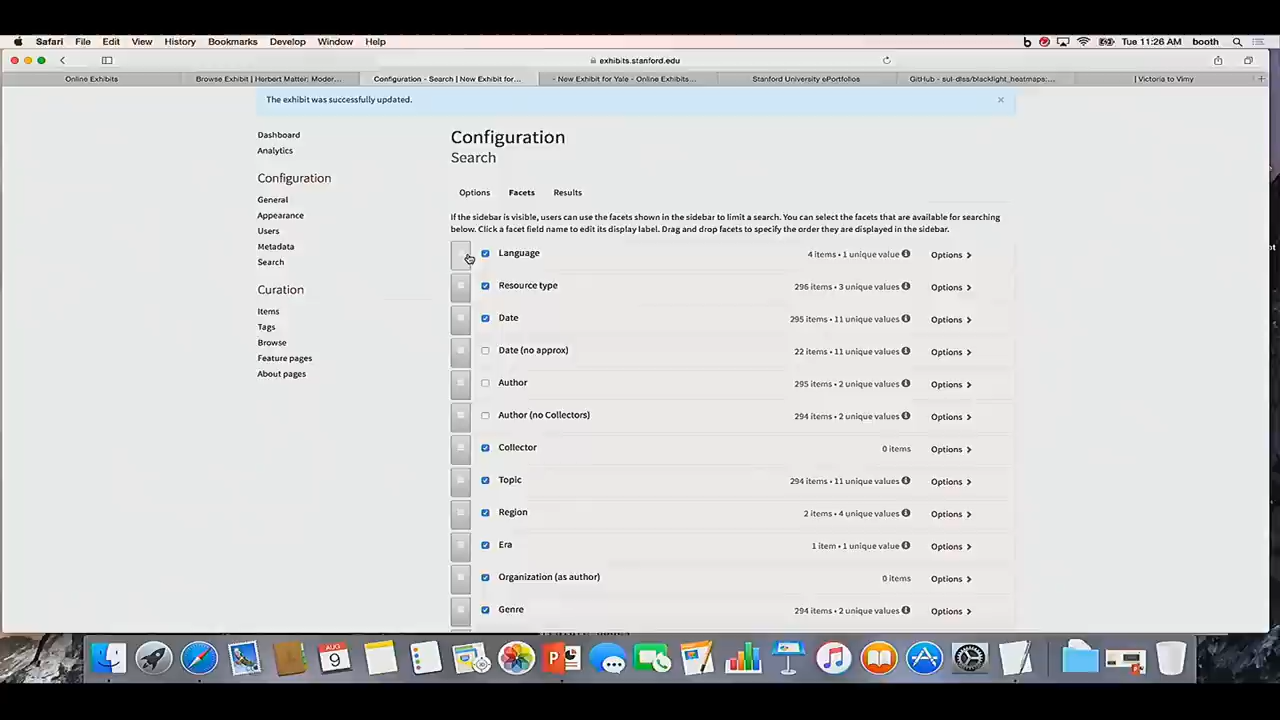 Safari File Edit View History Bookmarks Develop Window Help Tue 11:26 AM booth
exhibits.stanford.edu
Online Exhibits Browse Exhibit | Herbert Matter: Moder... Configuration - Search | New Exhibit for... - New Exhibit for Yale - Online Exhibits... Stanford University ePortfolios GitHub - sul-dlss/blacklight_heatmaps:... | Victoria to Vimy
The exhibit was successfully updated. ×
Dashboard
Analytics
Configuration
General
Appearance
Users
Metadata
Search
Curation
Items
Tags
Browse
Feature pages
About pages
Configuration
Search
Options Facets Results
If the sidebar is visible, users can use the facets shown in the sidebar to limit a search. You can select the facets that are available for searching
below. Click a facet field name to edit its display label. Drag and drop facets to specify the order they are displayed in the sidebar.
Language 4 items • 1 unique value Options
Resource type 296 items • 3 unique values Options
Date 295 items • 11 unique values Options
Date (no approx) 22 items • 11 unique values Options
Author 295 items • 2 unique values Options
Author (no Collectors) 294 items • 2 unique values Options
Collector 0 items Options
Topic 294 items • 11 unique values Options
Region 2 items • 4 unique values Options
Era 1 item • 1 unique value Options
Organization (as author) 0 items Options
Genre 294 items • 2 unique values Options
AUG
9